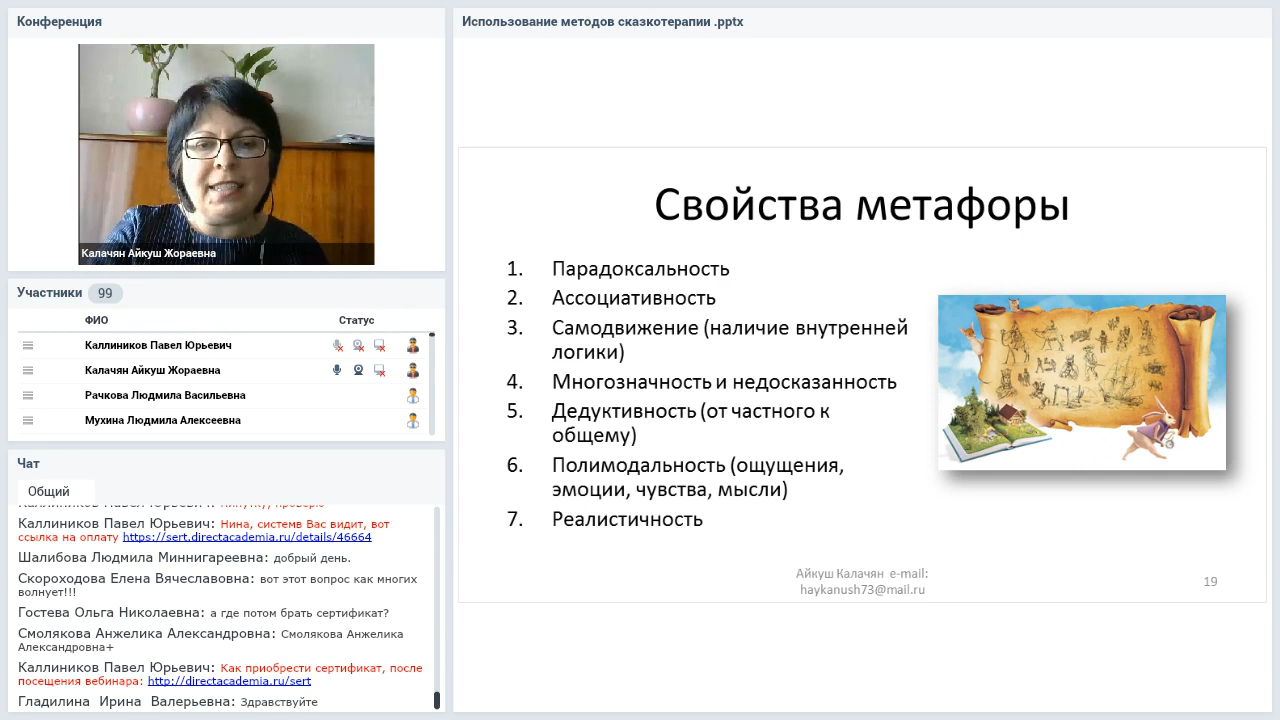 Конференция
Калачян Айкуш Жораевна
Участники 99
ФИО Статус
Каллиников Павел Юрьевич
Калачян Айкуш Жораевна
Рачкова Людмила Васильевна
Мухина Людмила Алексеевна
Чат
Общий
Каллиников Павел Юрьевич: Нина, системв Вас видит, вот
ссылка на оплату https://sert.directacademia.ru/details/46664
Шалибова Людмила Миннигареевна: добрый день.
Скороходова Елена Вячеславовна: вот этот вопрос как многих
волнует!!!
Гостева Ольга Николаевна: а где потом брать сертификат?
Смолякова Анжелика Александровна: Смолякова Анжелика
Александровна+
Каллиников Павел Юрьевич: Как приобрести сертификат, после
посещения вебинара: http://directacademia.ru/sert
Гладилина Ирина Валерьевна: Здравствуйте
Использование методов сказкотерапии .pptx
Свойства метафоры
1. Парадоксальность
2. Ассоциативность
3. Самодвижение (наличие внутренней
логики)
4. Многозначность и недосказанность
5. Дедуктивность (от частного к
общему)
6. Полимодальность (ощущения,
эмоции, чувства, мысли)
7. Реалистичность
Айкуш Калачян e-mail:
haykanush73@mail.ru
19